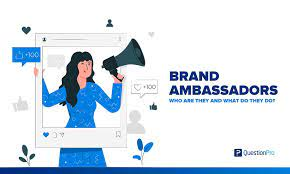 +100
+100
BRAND
AMBASSADORS
WHO ARE THEY AND WHAT DO THEY DO?
QuestionPro